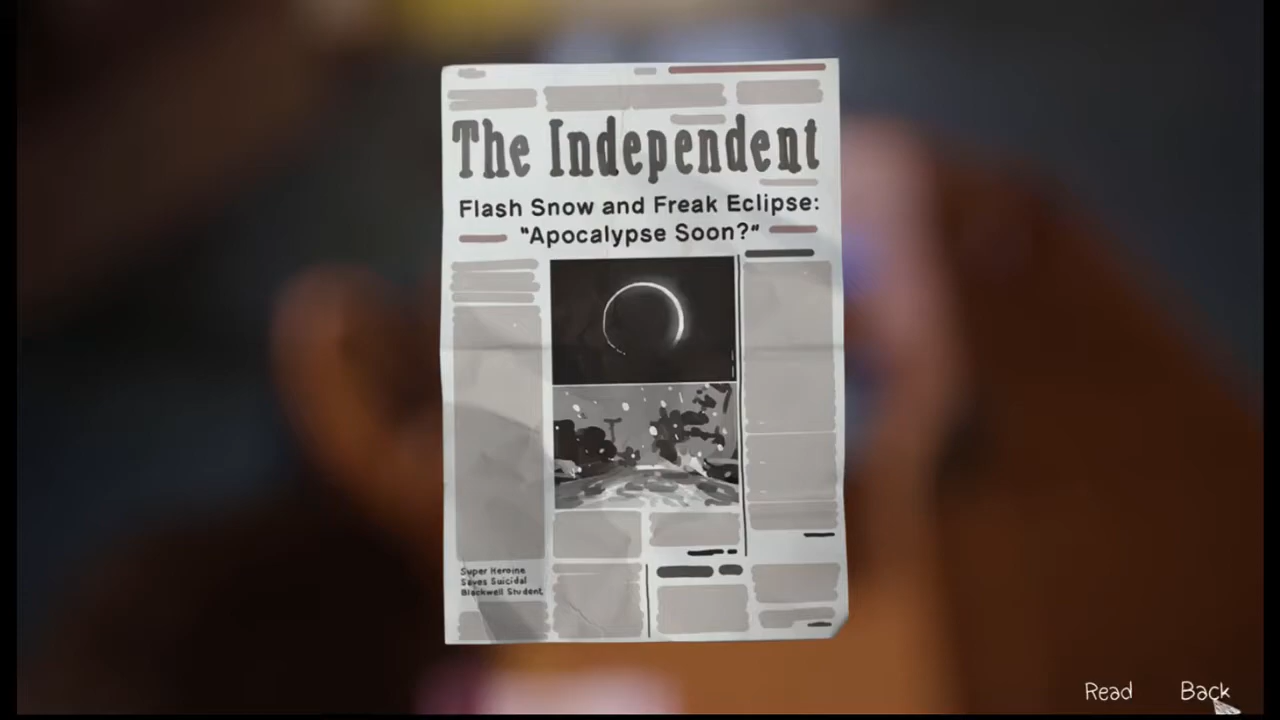 The Independent
Flash Snow and Freak Eclipse:
"Apocalypse Soon?"
Super Heroine
Saves Suicidal
Blackwell Student
Read
Back